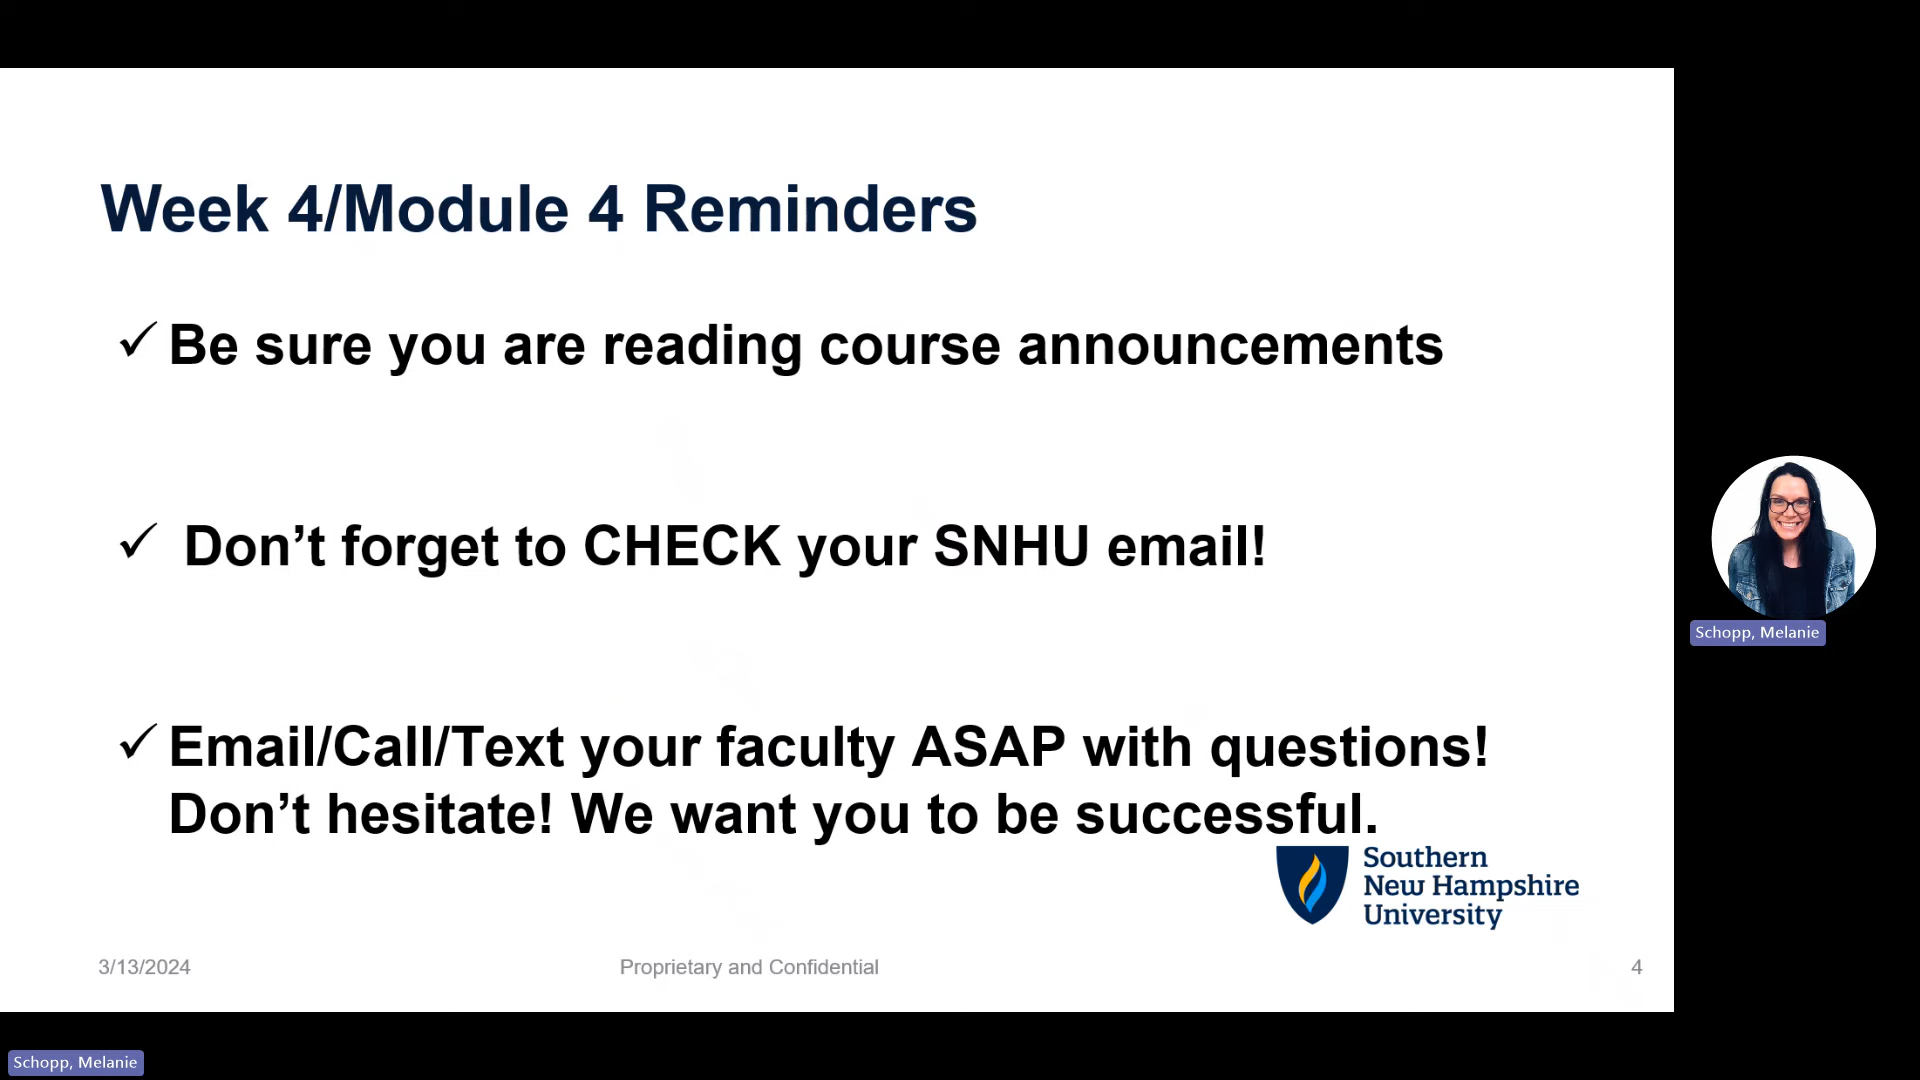 Week 4/Module 4 Reminders
✓ Be sure you are reading course announcements
✓ Don’t forget to CHECK your SNHU email!
✓ Email/Call/Text your faculty ASAP with questions!
Don’t hesitate! We want you to be successful.
Southern
New Hampshire
University
3/13/2024
Proprietary and Confidential
4
Schopp, Melanie
Schopp, Melanie